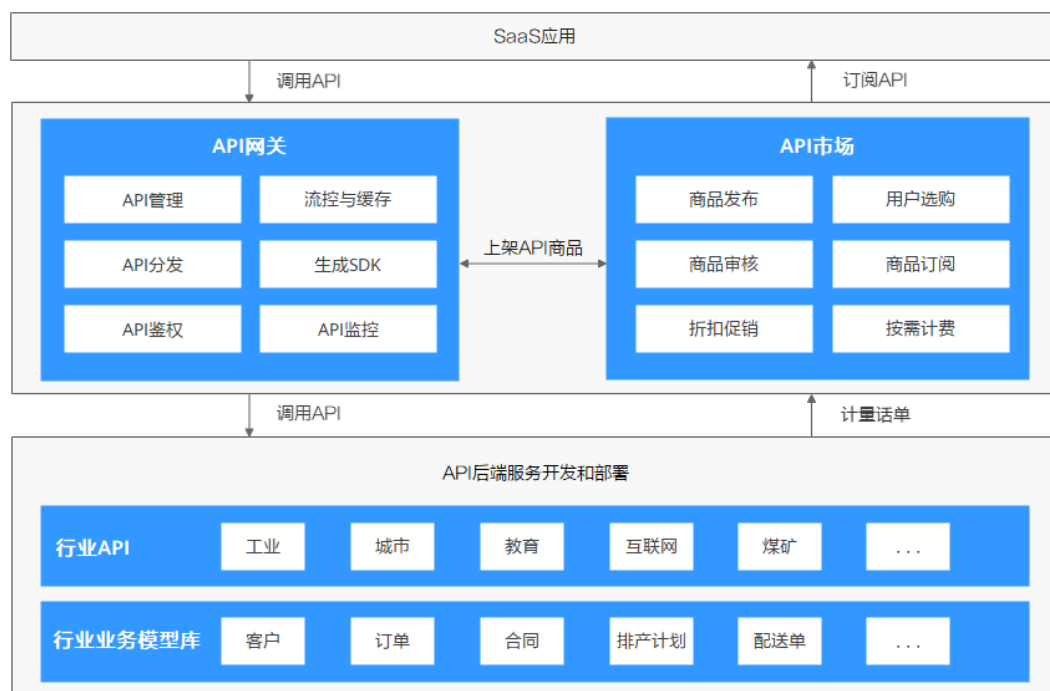 SaaS应用
调用API
订阅API
API网关
API市场
API管理
流控与缓存
商品发布
用户选购
上架API商品
API分发
生成SDK
商品审核
商品订阅
API鉴权
API监控
折扣促销
按需计费
调用API
计量话单
API后端服务开发和部署
行业API
工业
城市
教育
互联网
煤矿
...
行业业务模型库
客户
订单
合同
排产计划
配送单
...